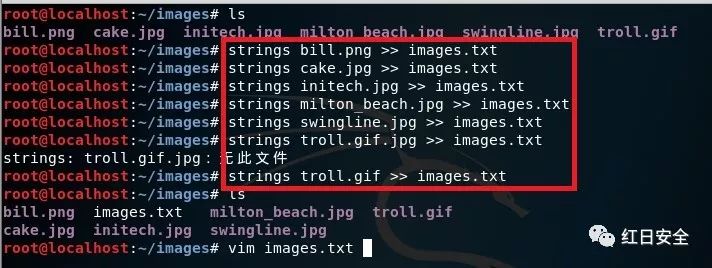 root@localhost:~/images# ls
bill.png cake.jpg initech.jpg milton_beach.jpg swingline.jpg troll.gif
root@localhost:~/images# strings bill.png >> images.txt
root@localhost:~/images# strings cake.jpg >> images.txt
root@localhost:~/images# strings initech.jpg >> images.txt
root@localhost:~/images# strings milton_beach.jpg >> images.txt
root@localhost:~/images# strings swingline.jpg >> images.txt
root@localhost:~/images# strings troll.gif.jpg >> images.txt
strings: troll.gif.jpg：无此文件
root@localhost:~/images# strings troll.gif >> images.txt
root@localhost:~/images# ls
bill.png images.txt milton_beach.jpg troll.gif
cake.jpg initech.jpg swingline.jpg
root@localhost:~/images# vim images.txt
红日安全